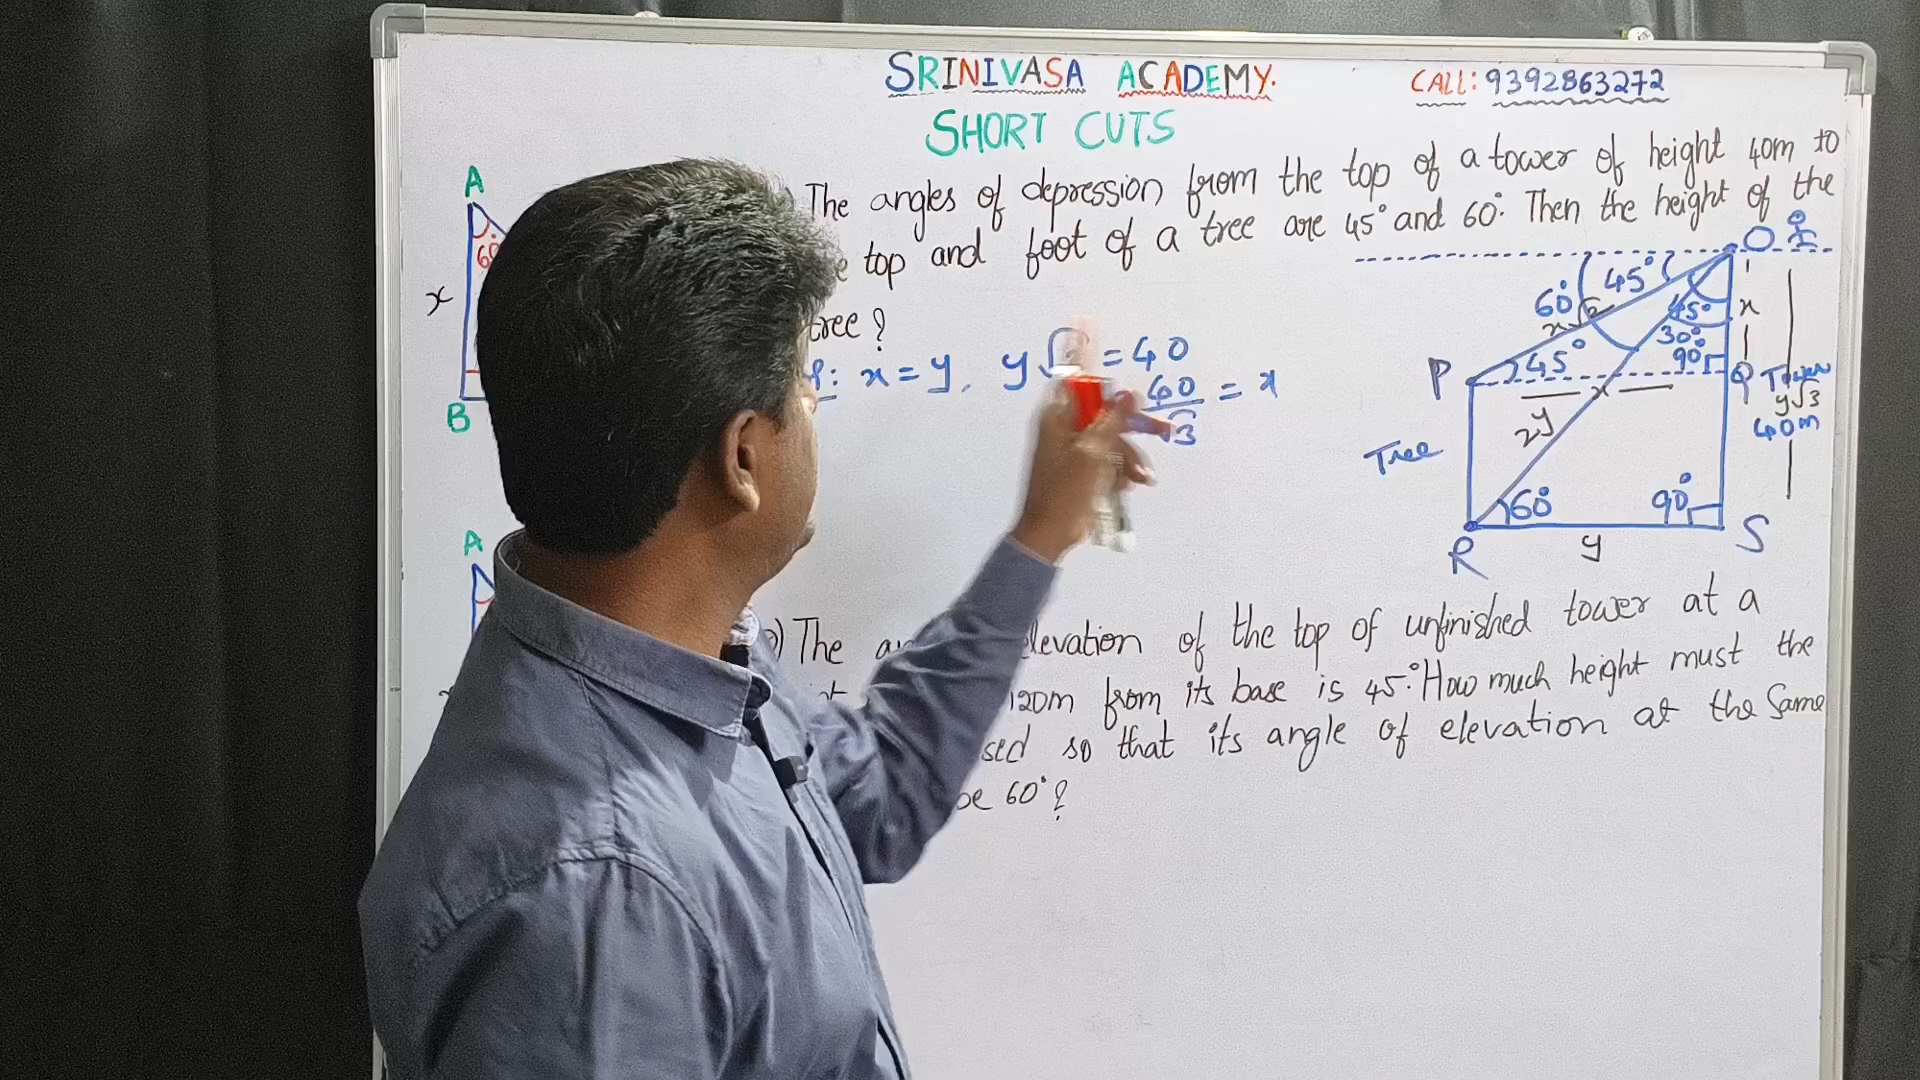 SRINIVASA ACADEMY.
CALL: 9392863272
SHORT CUTS
The angles of depression from the top of a tower of height 40m to
top and foot of a tree are 45° and 60°. Then the height of the
tree?
x = y, y√ = 40
40/√3 = x
A
60
x
B
A
O
45°
60°
x√2
45°
x
30°
P
45°
90°
Q
Tower
x
y√3
2y
40m
Tree
60°
90°
R
y
S
The elevation of the top of unfinished tower at a
120m from its base is 45°. How much height must the
so that its angle of elevation at the same
be 60°?